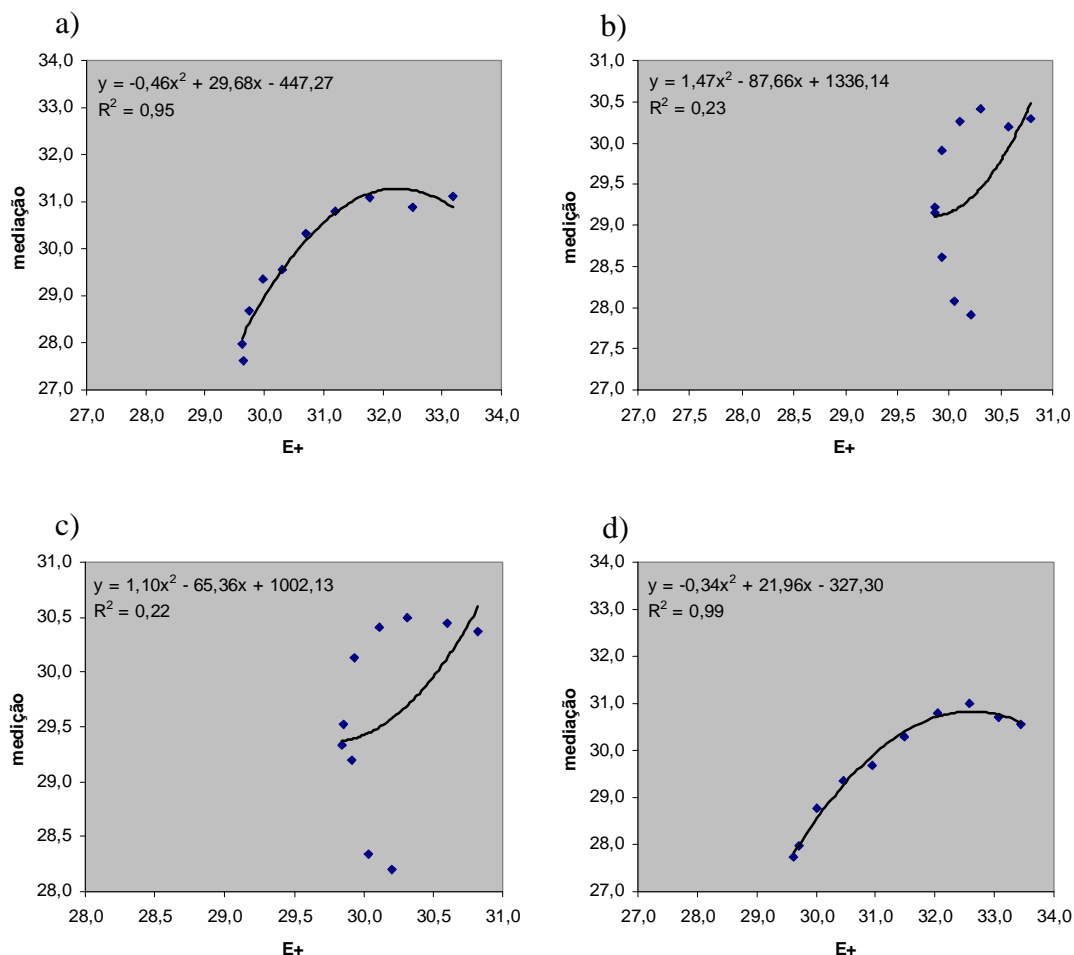 a)
y = -0,46x² + 29,68x - 447,27
R² = 0,95
34,0
33,0
32,0
31,0
30,0
29,0
28,0
27,0
mediação
27,0 28,0 29,0 30,0 31,0 32,0 33,0 34,0
E+
b)
y = 1,47x² - 87,66x + 1336,14
R² = 0,23
31,0
30,5
30,0
29,5
29,0
28,5
28,0
27,5
27,0
medição
27,0 27,5 28,0 28,5 29,0 29,5 30,0 30,5 31,0
E+
c)
y = 1,10x² - 65,36x + 1002,13
R² = 0,22
31,0
30,5
30,0
29,5
29,0
28,5
28,0
medição
28,0 28,5 29,0 29,5 30,0 30,5 31,0
E+
d)
y = -0,34x² + 21,96x - 327,30
R² = 0,99
34,0
33,0
32,0
31,0
30,0
29,0
28,0
27,0
mediação
27,0 28,0 29,0 30,0 31,0 32,0 33,0 34,0
E+